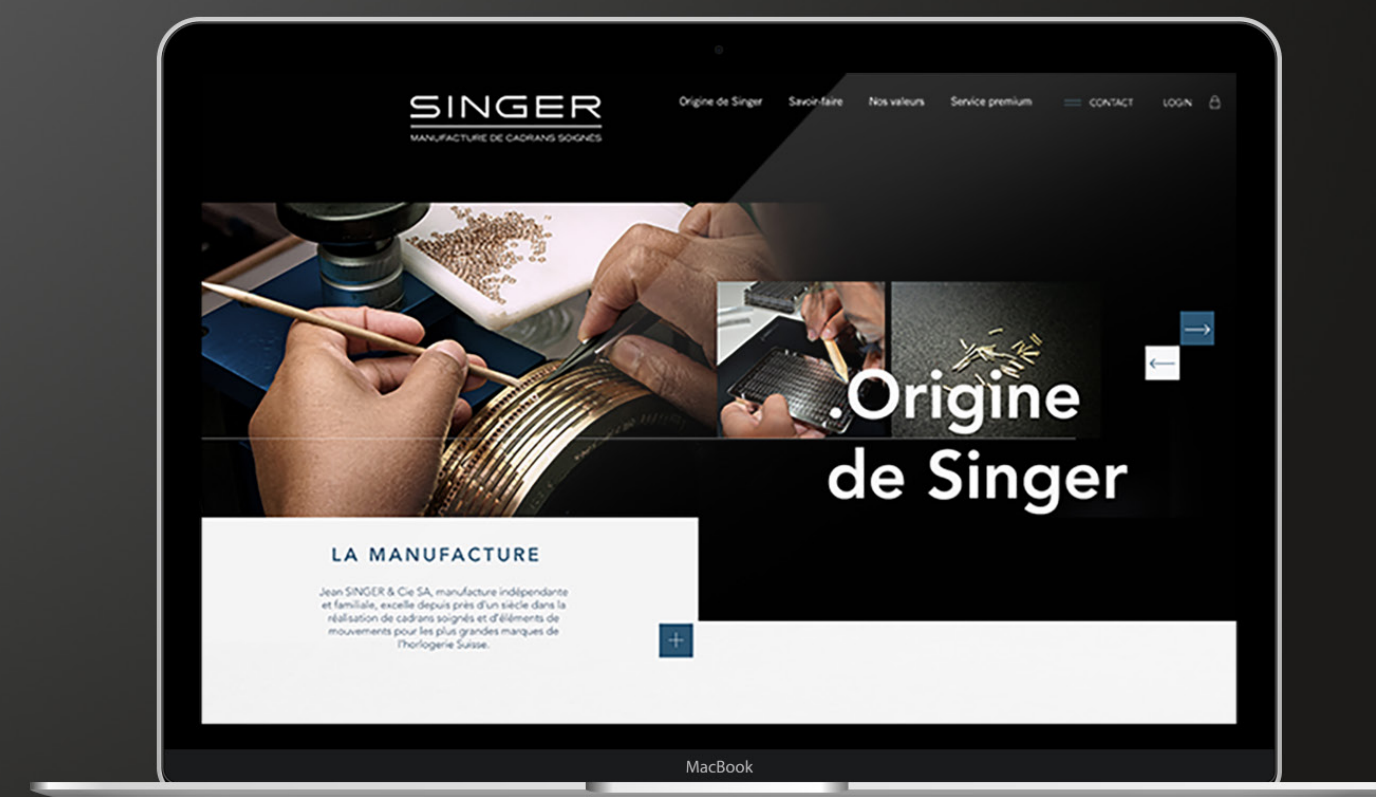 SINGER
MANUFACTURE DE CADRANS SOIGNÉS
Origine de Singer Savoir-faire Nos valeurs Service premium CONTACT LOGIN
.Origine
de Singer
LA MANUFACTURE
Jean SINGER & Cie SA, manufacture indépendante
et familiale, excelle depuis près d'un siècle dans la
réalisation de cadrans soignés et d'éléments de
mouvements pour les plus grandes marques de
l'horlogerie Suisse.
MacBook